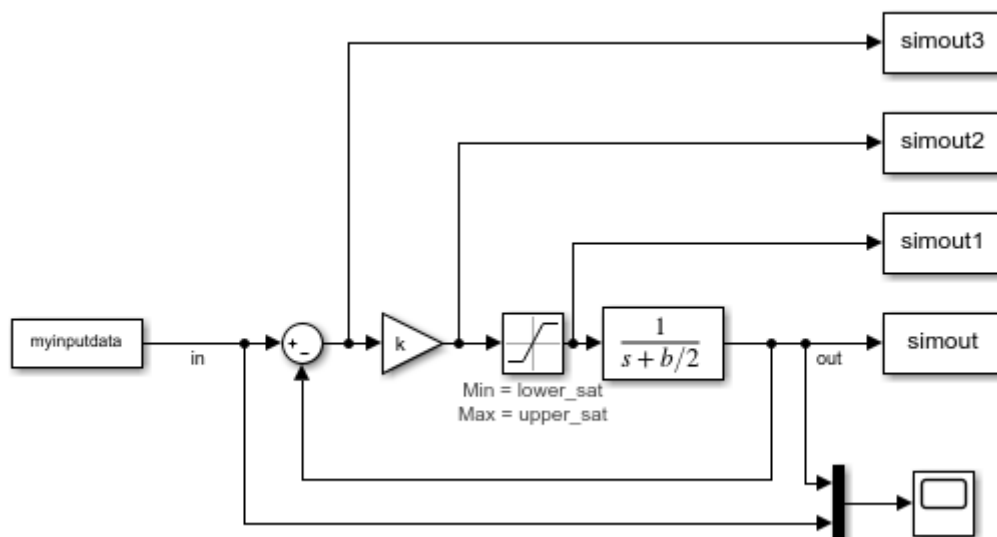 simout3
simout2
simout1
myinputdata
in
+
−
k
1
s + b/2
out
simout
Min = lower_sat
Max = upper_sat